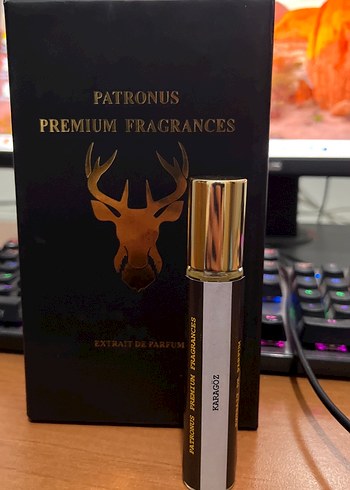 PATRONUS
PREMIUM FRAGRANCES
EXTRAIT DE PARFUM
PATRONUS PREMIUM FRAGRANCES
KARAGÖZ